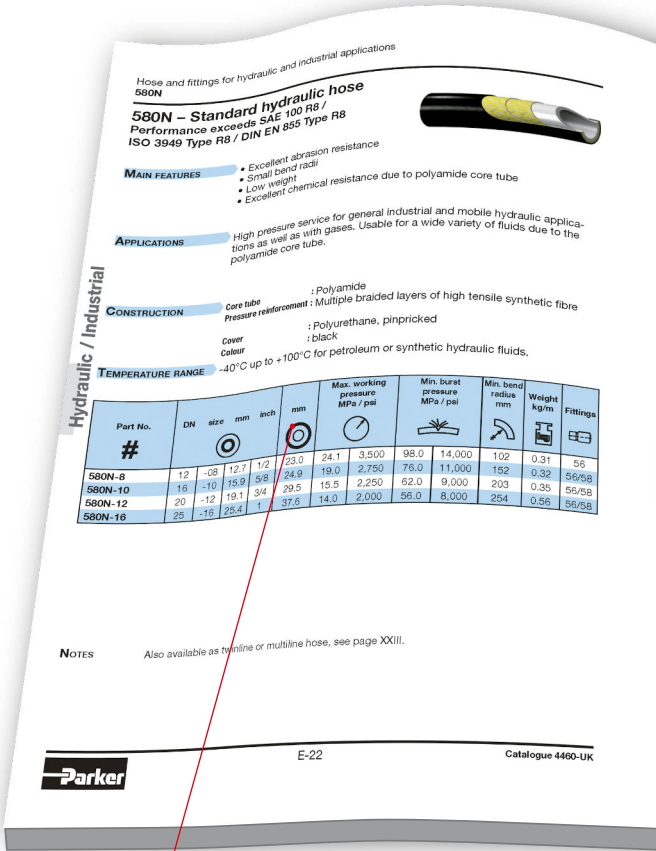 Hose and fittings for hydraulic and industrial applications
580N
580N – Standard hydraulic hose
Performance exceeds SAE 100 R8 /
ISO 3949 Type R8 / DIN EN 855 Type R8
MAIN FEATURES
• Excellent abrasion resistance
• Small bend radii
• Low weight
• Excellent chemical resistance due to polyamide core tube
APPLICATIONS
High pressure service for general industrial and mobile hydraulic applica-
tions as well as with gases. Usable for a wide variety of fluids due to the
polyamide core tube.
Hydraulic / Industrial
CONSTRUCTION
Core tube : Polyamide
Pressure reinforcement : Multiple braided layers of high tensile synthetic fibre
Cover : Polyurethane, pinpricked
Colour : black
TEMPERATURE RANGE -40°C up to +100°C for petroleum or synthetic hydraulic fluids.
Part No. # DN size mm inch mm Max. working pressure MPa / psi Min. burst pressure MPa / psi Min. bend radius mm Weight kg/m Fittings
580N-8 12 -08 12.7 1/2 23.0 24.1 3,500 98.0 14,000 102 0.31 56
580N-10 16 -10 15.9 5/8 24.9 19.0 2,750 76.0 11,000 152 0.32 56/58
580N-12 20 -12 19.1 3/4 29.5 15.5 2,250 62.0 9,000 203 0.35 56/58
580N-16 25 -16 25.4 1 37.6 14.0 2,000 56.0 8,000 254 0.56 56/58
NOTES Also available as twinline or multiline hose, see page XXIII.
Parker
E-22
Catalogue 4460-UK